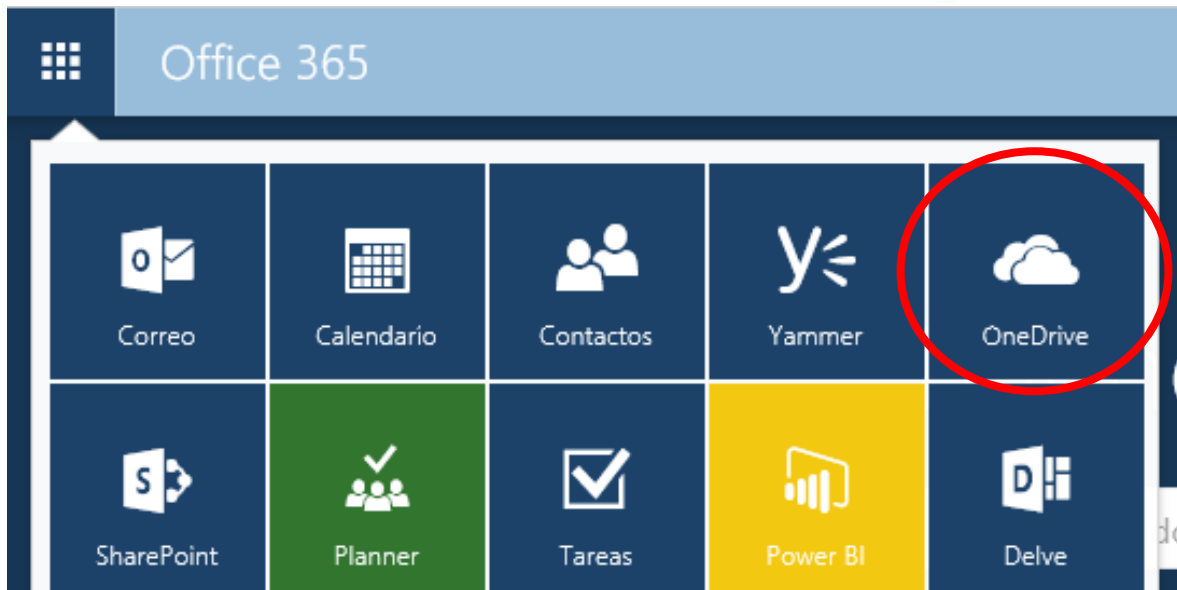 Office 365
Correo Calendario Contactos Yammer OneDrive
SharePoint Planner Tareas Power BI Delve